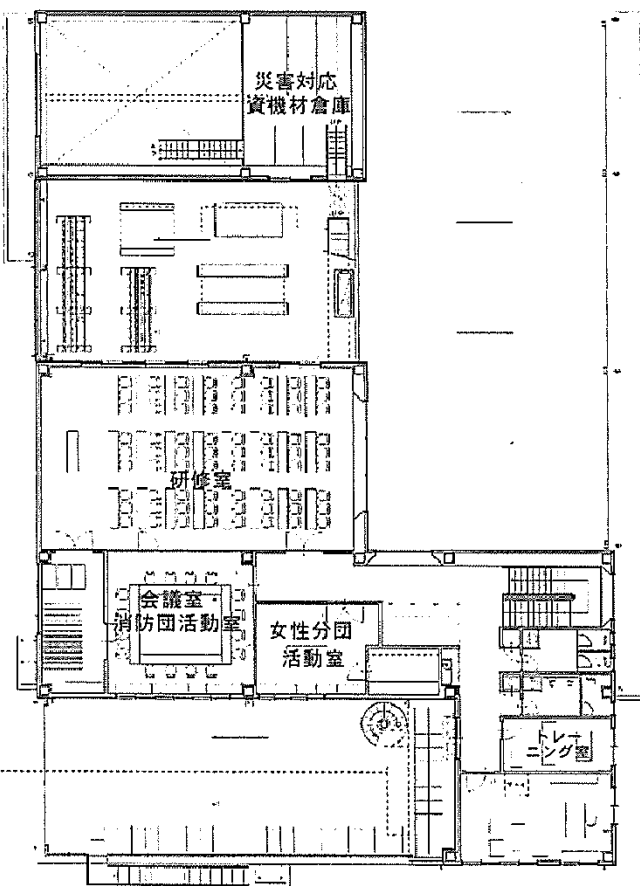 災害対応
資機材倉庫
研修室
会議室
消防団活動室
女性分団
活動室
トレー
ニング室